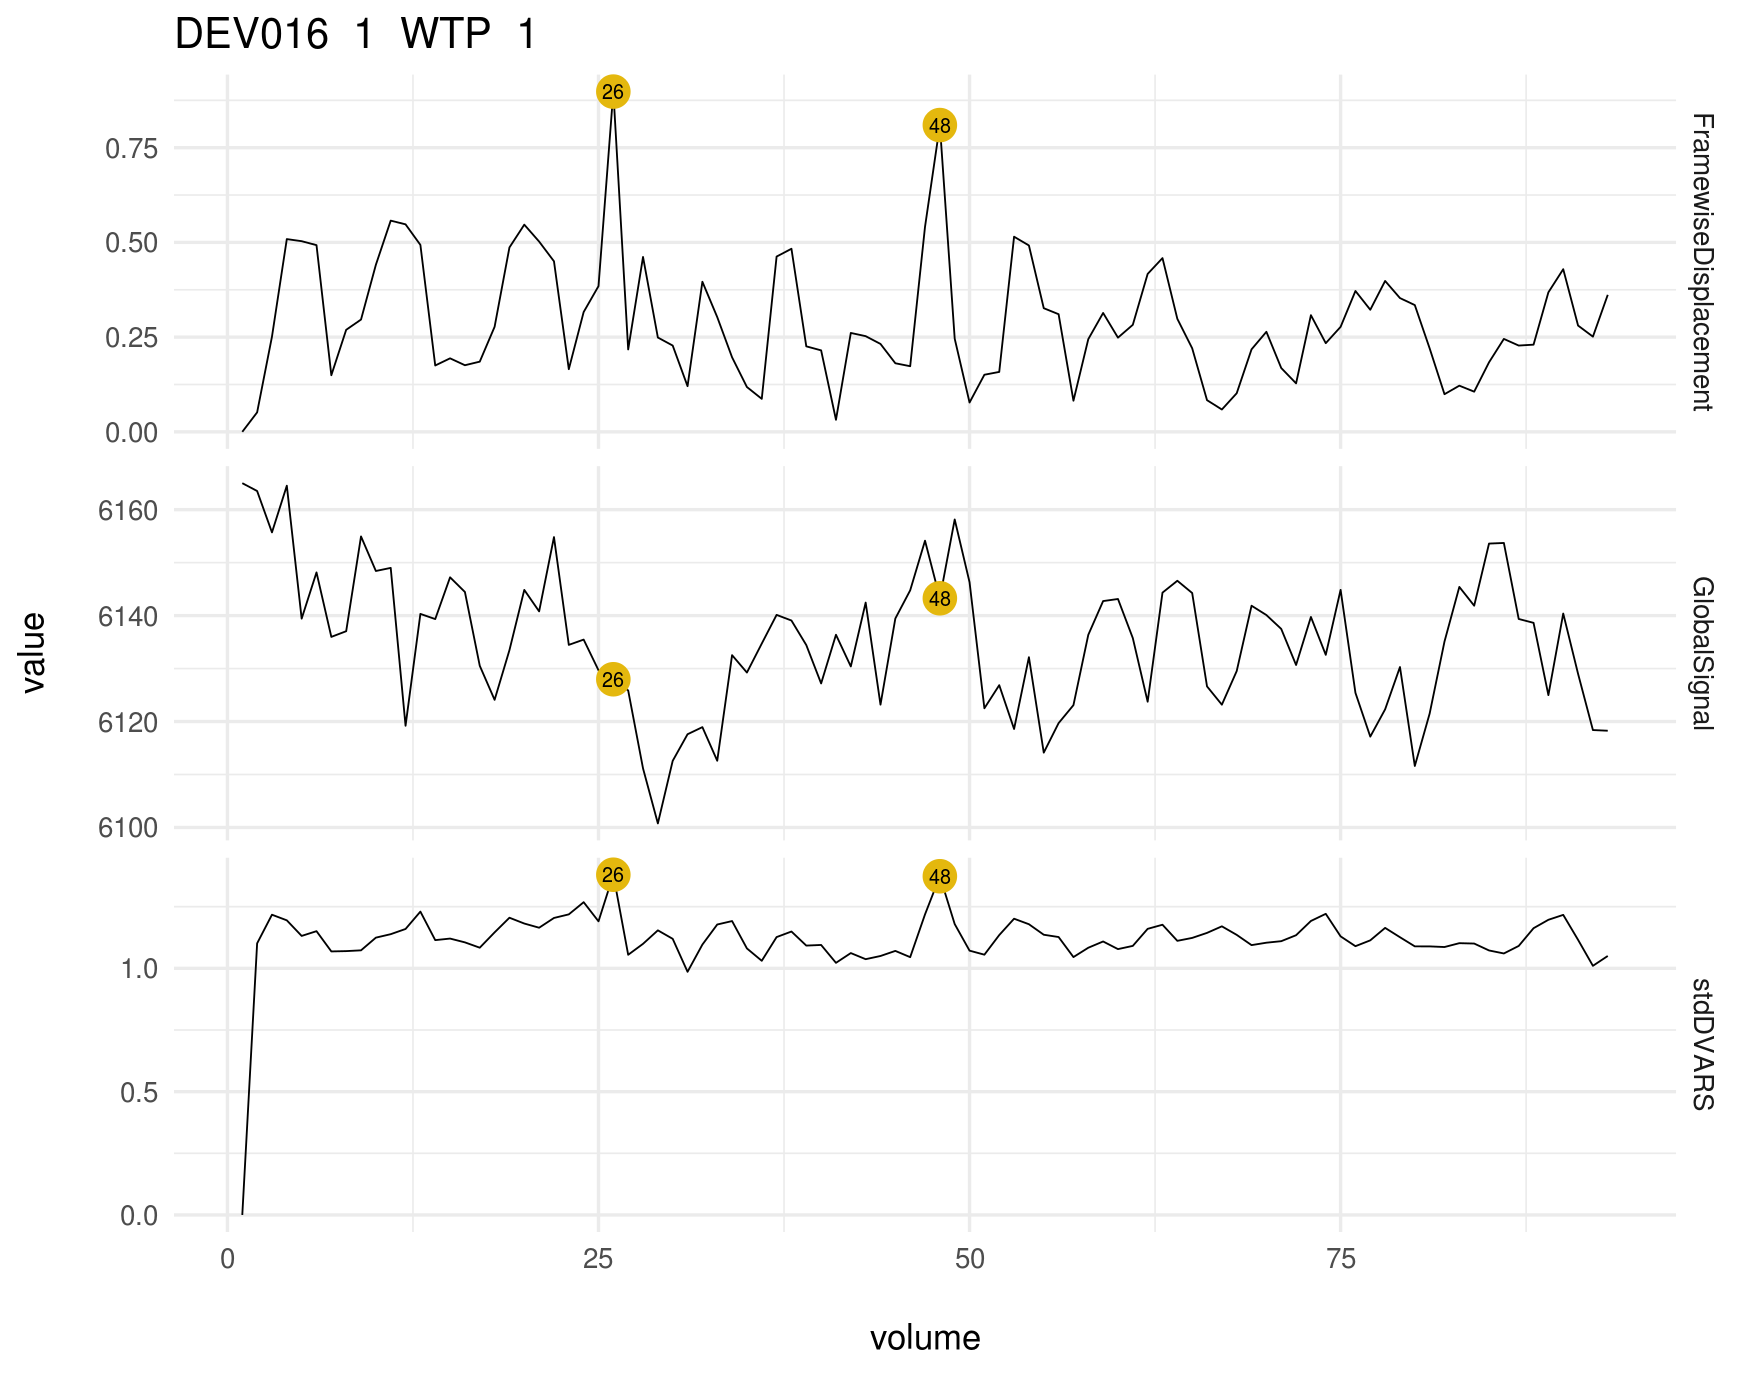 DEV016  1  WTP  1
26
48
0.75
0.50
0.25
0.00
FramewiseDisplacement
6160
6140
6120
6100
48
26
GlobalSignal
value
26
48
1.0
0.5
0.0
stdDVARS
0 25 50 75
volume